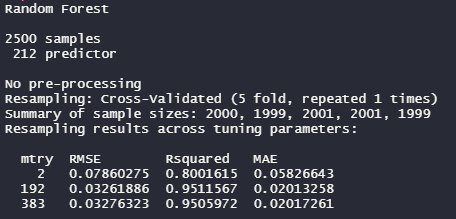 Random Forest
2500 samples
212 predictor
No pre-processing
Resampling: Cross-Validated (5 fold, repeated 1 times)
Summary of sample sizes: 2000, 1999, 2001, 2001, 1999
Resampling results across tuning parameters:
mtry RMSE Rsquared MAE
2 0.07860275 0.8001615 0.05826643
192 0.03261886 0.9511567 0.02013258
383 0.03276323 0.9505972 0.02017261